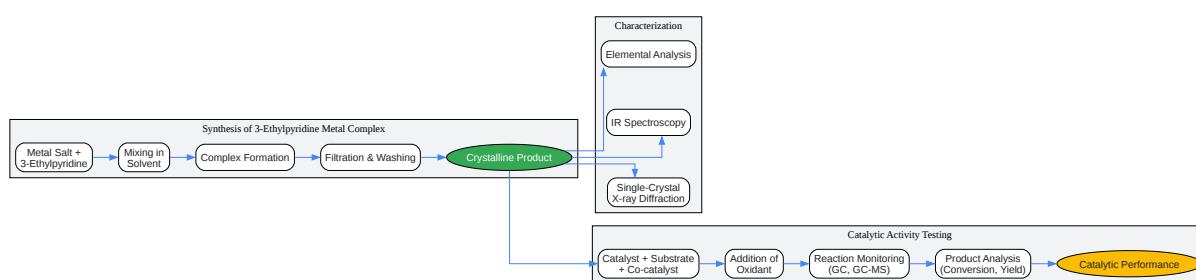 Characterization
Elemental Analysis
IR Spectroscopy
Single-Crystal
X-ray Diffraction
Synthesis of 3-Ethylpyridine Metal Complex
Metal Salt +
3-Ethylpyridine
Mixing in
Solvent
Complex Formation
Filtration & Washing
Crystalline Product
Catalytic Activity Testing
Catalyst + Substrate
+ Co-catalyst
Addition of
Oxidant
Reaction Monitoring
(GC, GC-MS)
Product Analysis
(Conversion, Yield)
Catalytic Performance